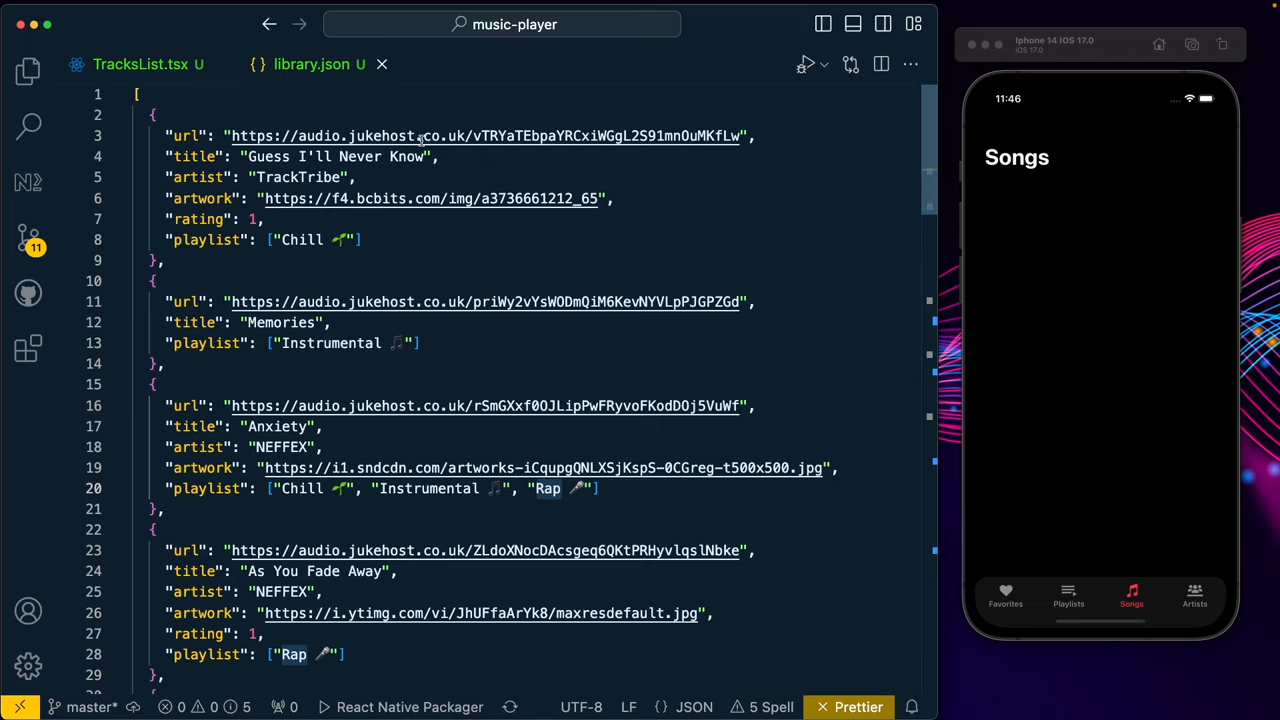 music-player
TracksList.tsx U
{} library.json U
1 [
2 {
3 "url": "https://audio.jukehost.co.uk/vTRYaTEbpaYRCxiWGgL2S91mnOuMKfLw",
4 "title": "Guess I'll Never Know",
5 "artist": "TrackTribe",
6 "artwork": "https://f4.bcbits.com/img/a3736661212_65",
7 "rating": 1,
8 "playlist": ["Chill 🌱"]
9 },
10 {
11 "url": "https://audio.jukehost.co.uk/priWy2vYsWODmQiM6KevNYVLpPJGPZGd",
12 "title": "Memories",
13 "playlist": ["Instrumental 🎵"]
14 },
15 {
16 "url": "https://audio.jukehost.co.uk/rSmGXxf0OJLipPwFRyvoFKodDOj5VuWf",
17 "title": "Anxiety",
18 "artist": "NEFFEX",
19 "artwork": "https://i1.sndcdn.com/artworks-iCqupgQNLXSjKspS-0CGreg-t500x500.jpg",
20 "playlist": ["Chill 🌱", "Instrumental 🎵", "Rap 🎤"]
21 },
22 {
23 "url": "https://audio.jukehost.co.uk/ZLdoXNocDAcsgeq6QKtPRHyvlqslNbke",
24 "title": "As You Fade Away",
25 "artist": "NEFFEX",
26 "artwork": "https://i.ytimg.com/vi/JhUFfaArYk8/maxresdefault.jpg",
27 "rating": 1,
28 "playlist": ["Rap 🎤"]
29 },
11
master* 0 0 5 0 React Native Packager UTF-8 LF {} JSON 5 Spell Prettier
Iphone 14 IOS 17.0
iOS 17.0
11:46
Songs
Favorites Playlists Songs Artists